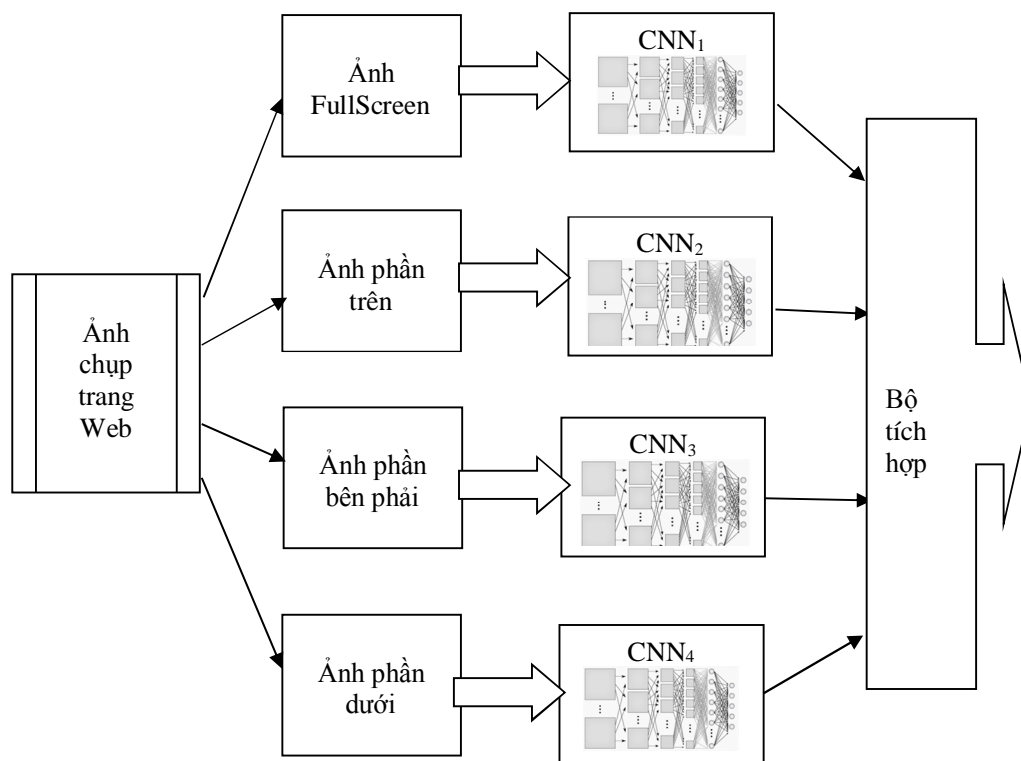 Ảnh
FullScreen
CNN₁
Ảnh phần
trên
CNN₂
Ảnh
chụp
trang
Web
Ảnh phần
bên phải
CNN₃
Bộ
tích
hợp
Ảnh phần
dưới
CNN₄